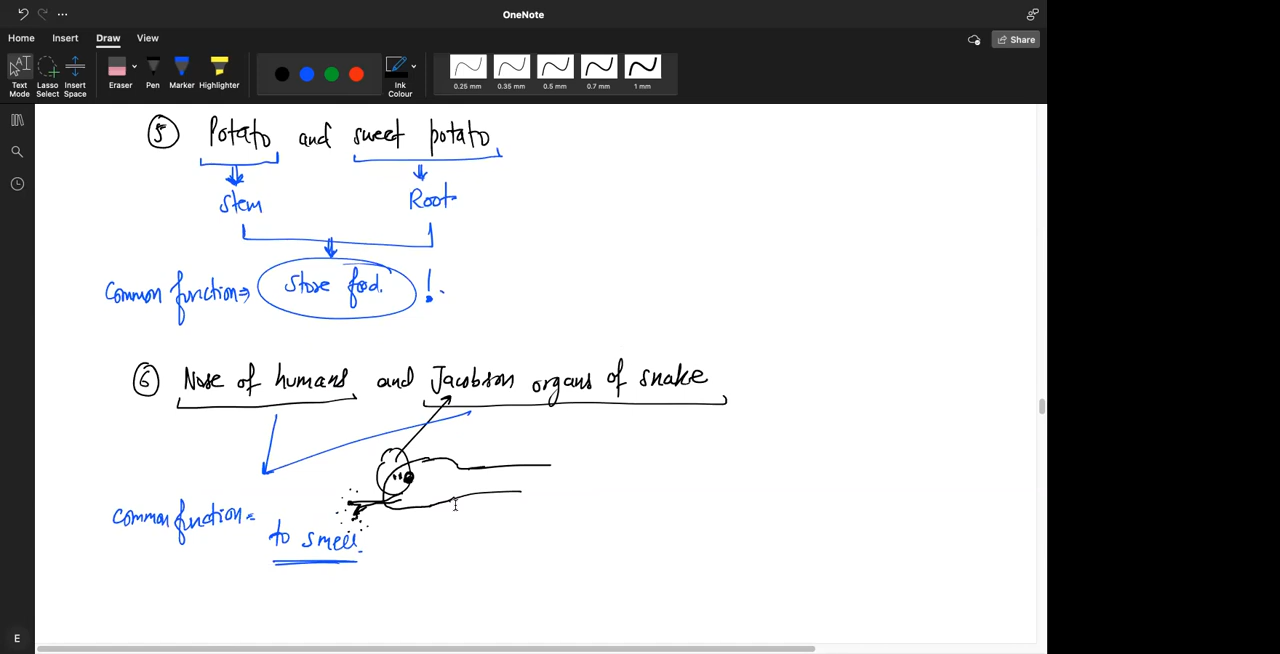 OneNote
Home Insert Draw View
Share
Text Mode
Lasso Select
Insert Space
Eraser
Pen
Marker
Highlighter
Ink Colour
0.25 mm 0.35 mm 0.5 mm 0.7 mm 1 mm
⑤ Potato and sweet potato
Stem Root
Common function ⇒ Store food. !.
⑥ Nose of humans and Jacobson organs of snake
Common function = to smell.
E